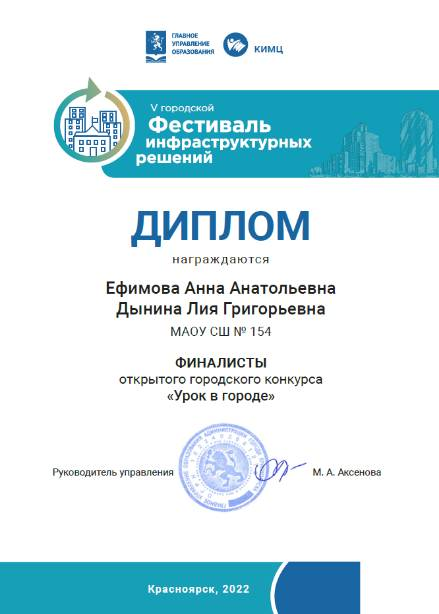 ГЛАВНОЕ
УПРАВЛЕНИЕ
ОБРАЗОВАНИЯ
КИМЦ
V городской
Фестиваль
инфраструктурных
решений
ДИПЛОМ
награждаются
Ефимова Анна Анатольевна
Дынина Лия Григорьевна
МАОУ СШ № 154
ФИНАЛИСТЫ
открытого городского конкурса
«Урок в городе»
Руководитель управления
М. А. Аксенова
Красноярск, 2022